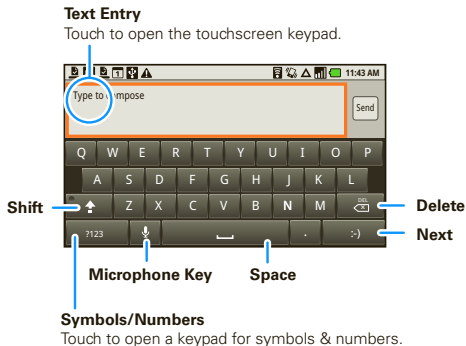 Text Entry
Touch to open the touchscreen keypad.
1 11:43 AM
Type to compose
Send
Q W E R T Y U I O P
A S D F G H J K L
Shift Z X C V B N M DEL Delete
?123 . :-) Next
Microphone Key Space
Symbols/Numbers
Touch to open a keypad for symbols & numbers.